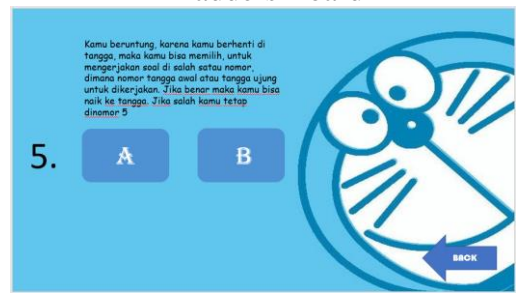 Kamu beruntung, karena kamu berhenti di
tangga, maka kamu bisa memilih, untuk
mengerjakan soal di salah satau nomor,
dimana nomor tangga awal atau tangga ujung
untuk dikerjakan. Jika benar maka kamu bisa
naik ke tangga. Jika salah kamu tetap
dinomor 5
5.
A
B
BACK